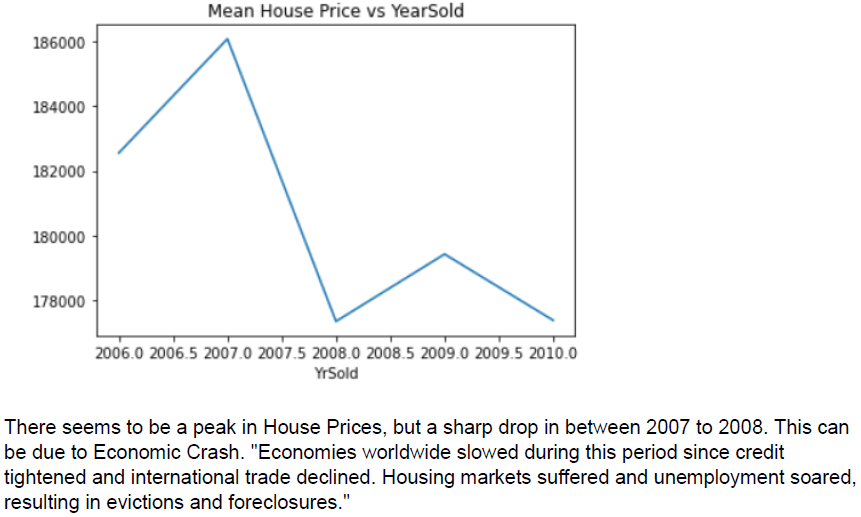 Mean House Price vs YearSold
186000
184000
182000
180000
178000
2006.0 2006.5 2007.0 2007.5 2008.0 2008.5 2009.0 2009.5 2010.0
YrSold
There seems to be a peak in House Prices, but a sharp drop in between 2007 to 2008. This can
be due to Economic Crash. "Economies worldwide slowed during this period since credit
tightened and international trade declined. Housing markets suffered and unemployment soared,
resulting in evictions and foreclosures."